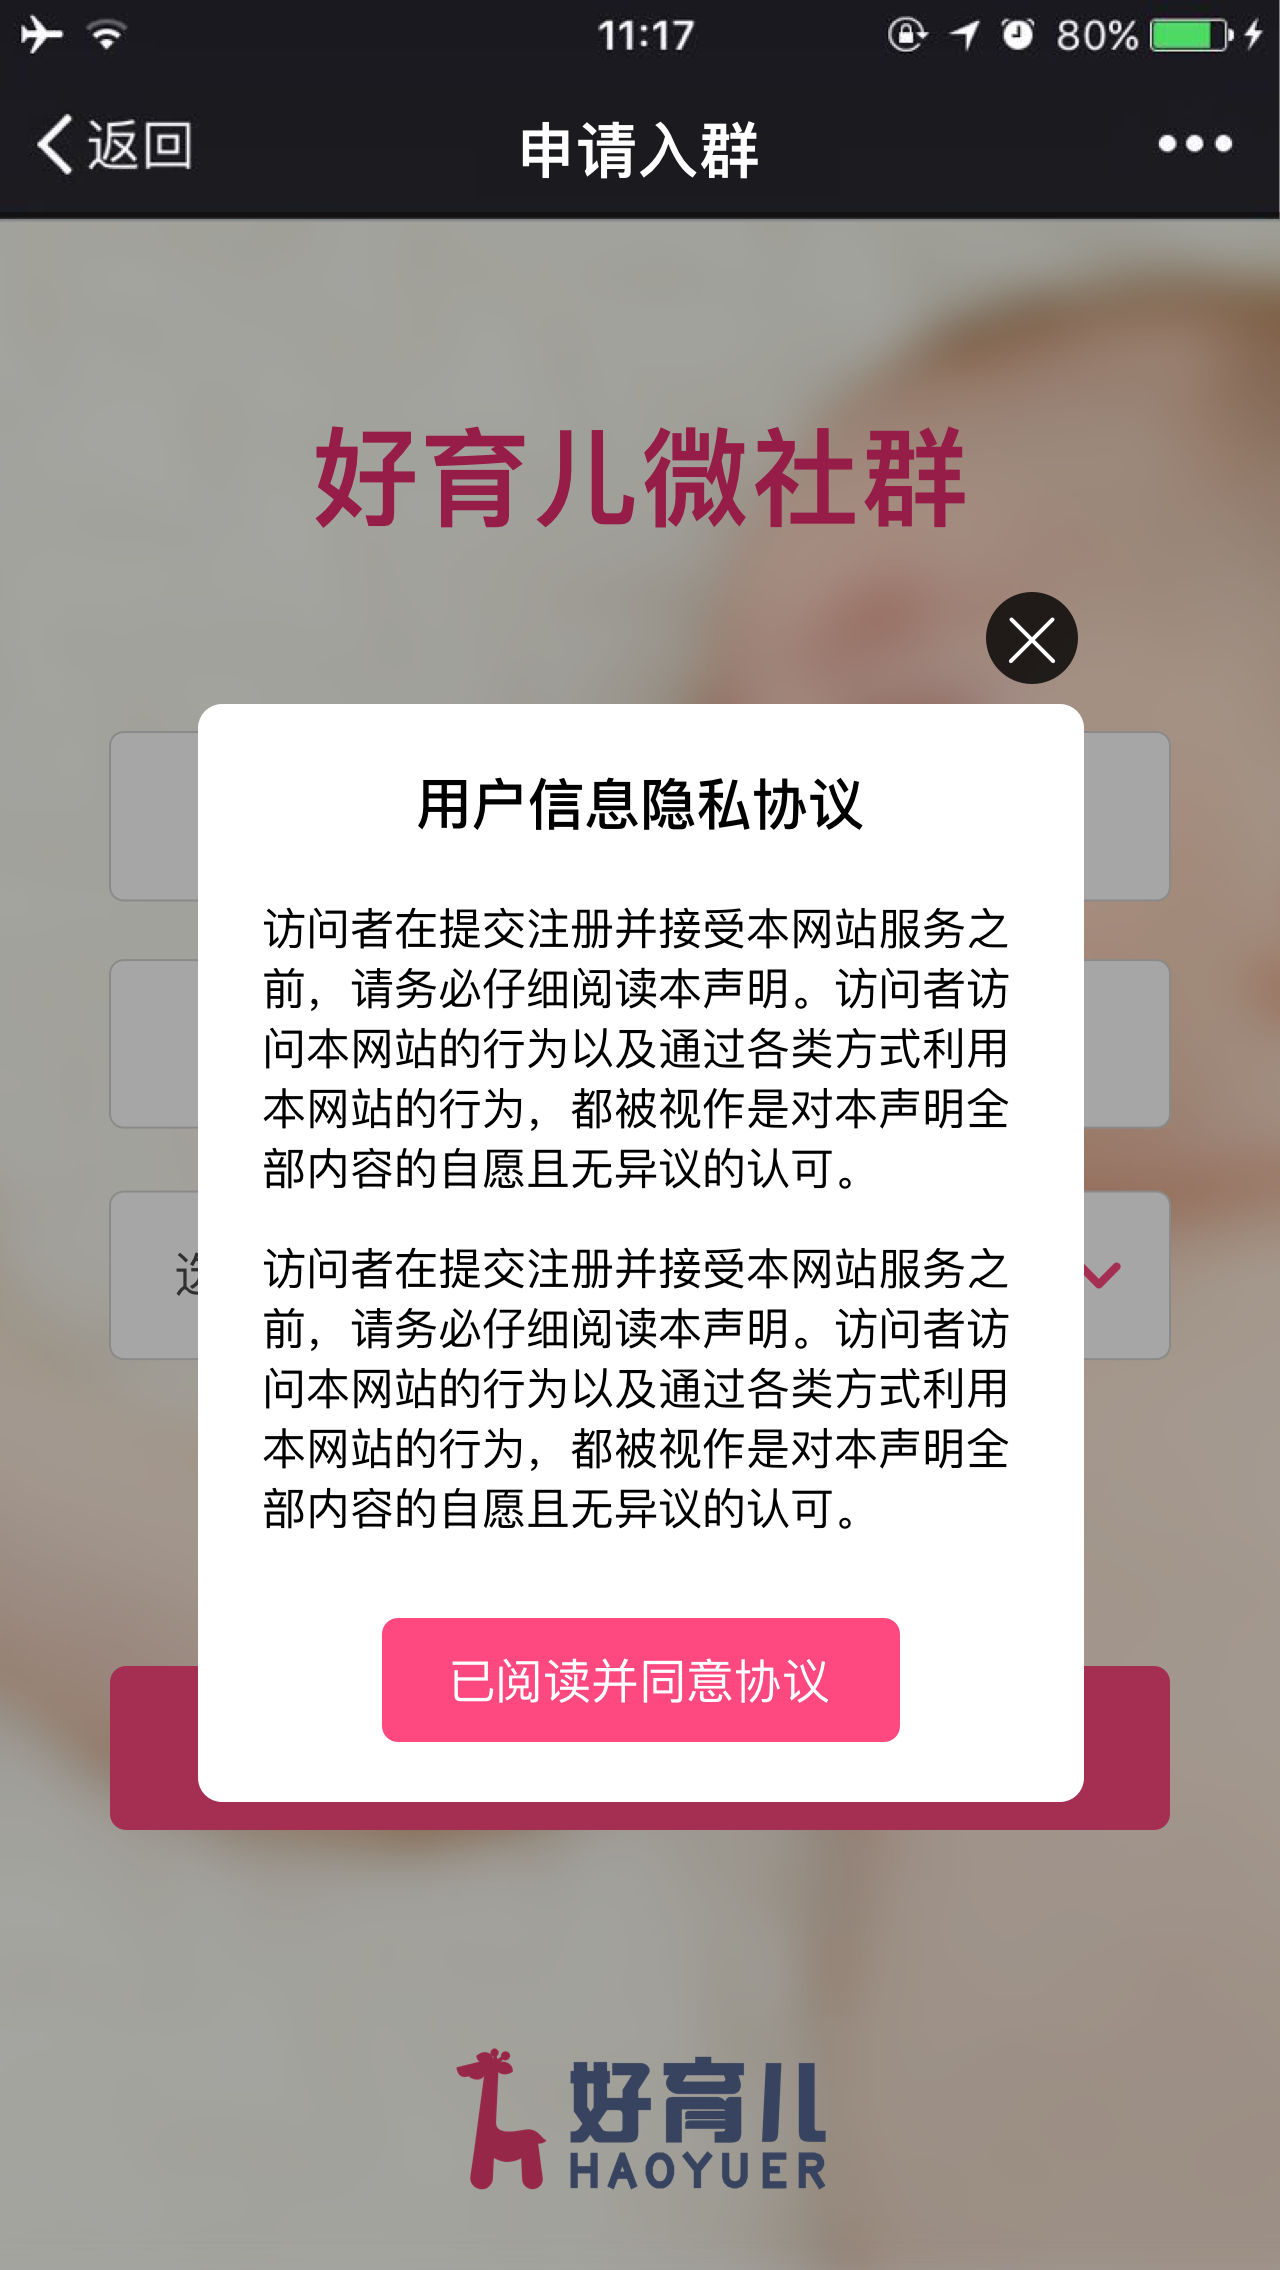 11:17
80%
返回
申请入群
好育儿微社群
用户信息隐私协议
访问者在提交注册并接受本网站服务之
前，请务必仔细阅读本声明。访问者访
问本网站的行为以及通过各类方式利用
本网站的行为，都被视作是对本声明全
部内容的自愿且无异议的认可。
访问者在提交注册并接受本网站服务之
前，请务必仔细阅读本声明。访问者访
问本网站的行为以及通过各类方式利用
本网站的行为，都被视作是对本声明全
部内容的自愿且无异议的认可。
已阅读并同意协议
好育儿
HAOYUER